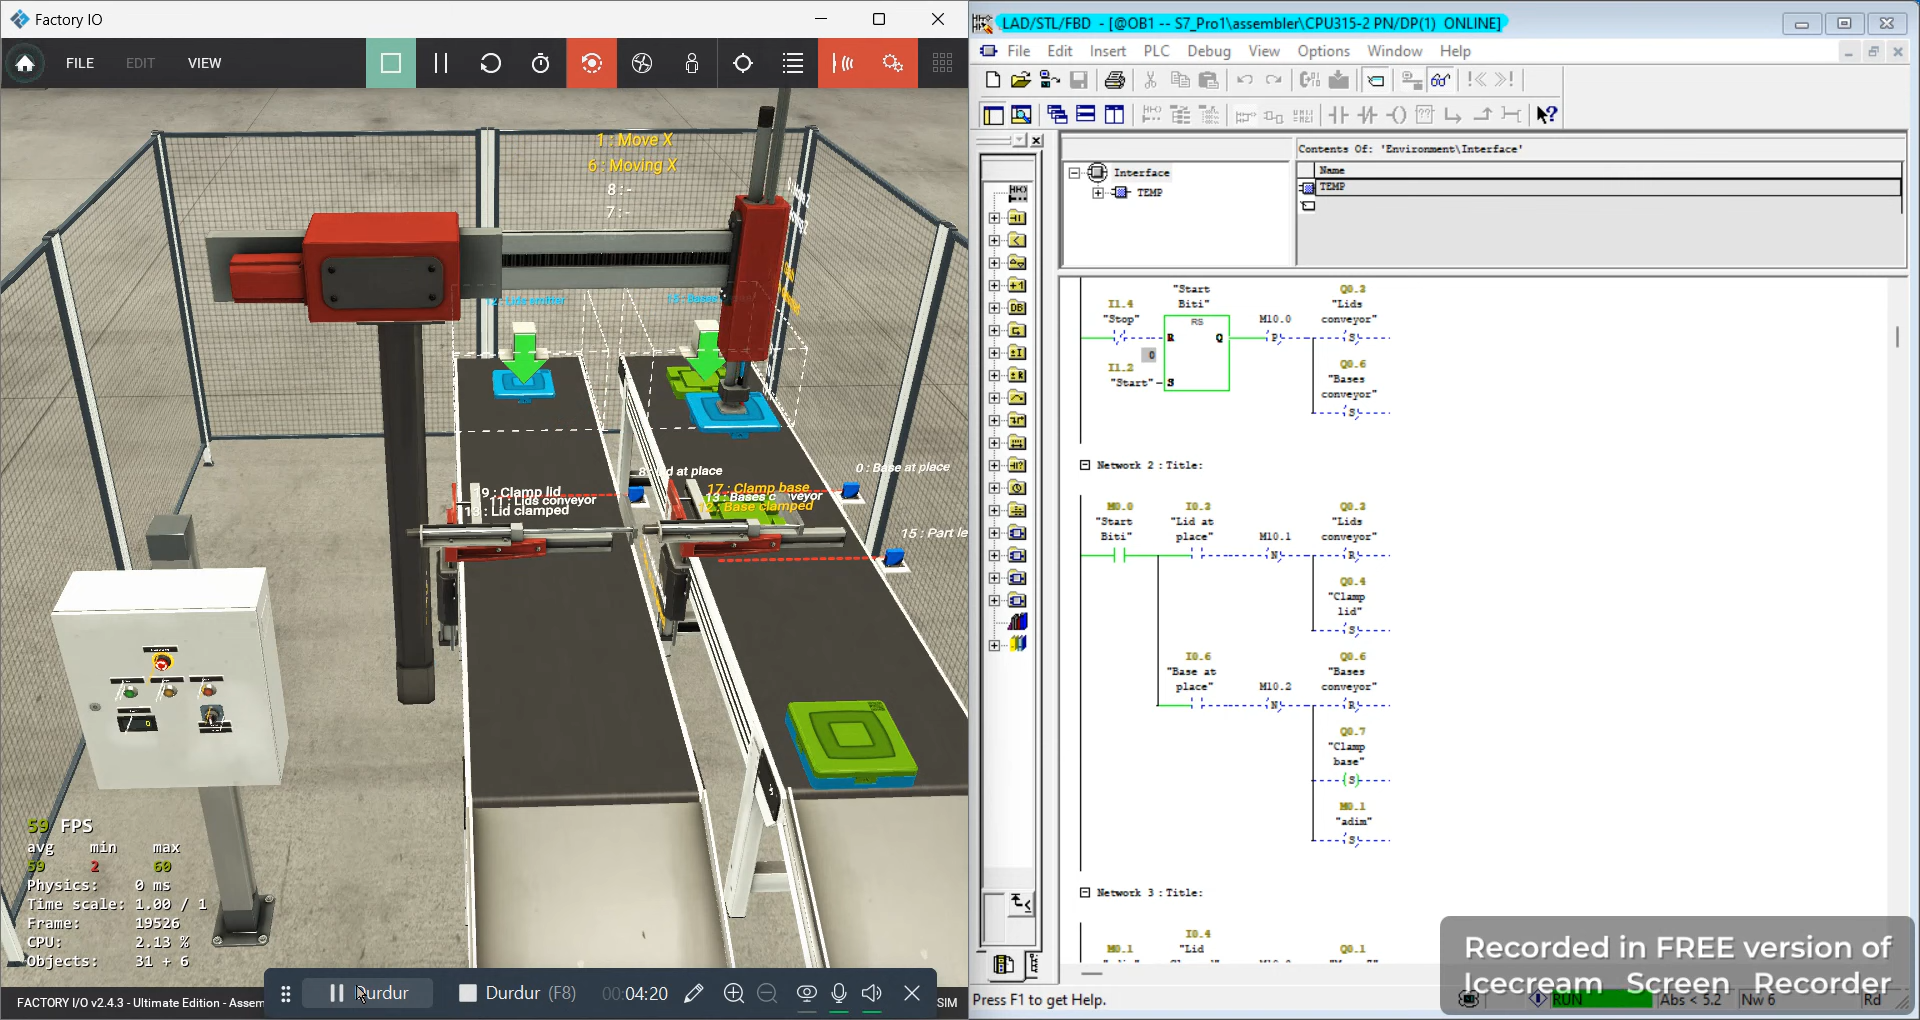 Factory IO
FILE EDIT VIEW
1 : Move X
6 : Moving X
8 : -
7 : -
8 : Lid at place
0 : Base at place
9 : Clamp lid
11 : Lids conveyor
13 : Lid clamped
17 : Clamp base
13 : Bases conveyor
12 : Base clamped
15 : Part le
59 FPS
avg min max
59 2 60
Physics: 0 ms
Time scale: 1.00 / 1
Frame: 19526
CPU: 2.13 %
Objects: 31 + 6
FACTORY I/O v2.4.3 - Ultimate Edition - Assem
SIM
Durdur
Durdur (F8)
00:04:20
LAD/STL/FBD - [@OB1 -- S7_Pro1\assembler\CPU315-2 PN/DP(1) ONLINE]
File Edit Insert PLC Debug View Options Window Help
Contents Of: 'Environment\Interface'
Interface
TEMP
Name
TEMP
"Start
Biti"
I1.4
"Stop"
RS
R Q
0
I1.2
"Start"
S
M10.0
P
Q0.3
"Lids
conveyor"
S
Q0.6
"Bases
conveyor"
S
Network 2 : Title:
M0.0
"Start
Biti"
I0.3
"Lid at
place"
M10.1
N
Q0.3
"Lids
conveyor"
R
Q0.4
"Clamp
lid"
S
I0.6
"Base at
place"
M10.2
N
Q0.6
"Bases
conveyor"
R
Q0.7
"Clamp
base"
S
M0.1
"adim"
S
Network 3 : Title:
M0.1
I0.4
"Lid
Q0.1
Press F1 to get Help.
RUN
Abs < 5.2
Nw 6
Rd
Recorded in FREE version of
Icecream Screen Recorder